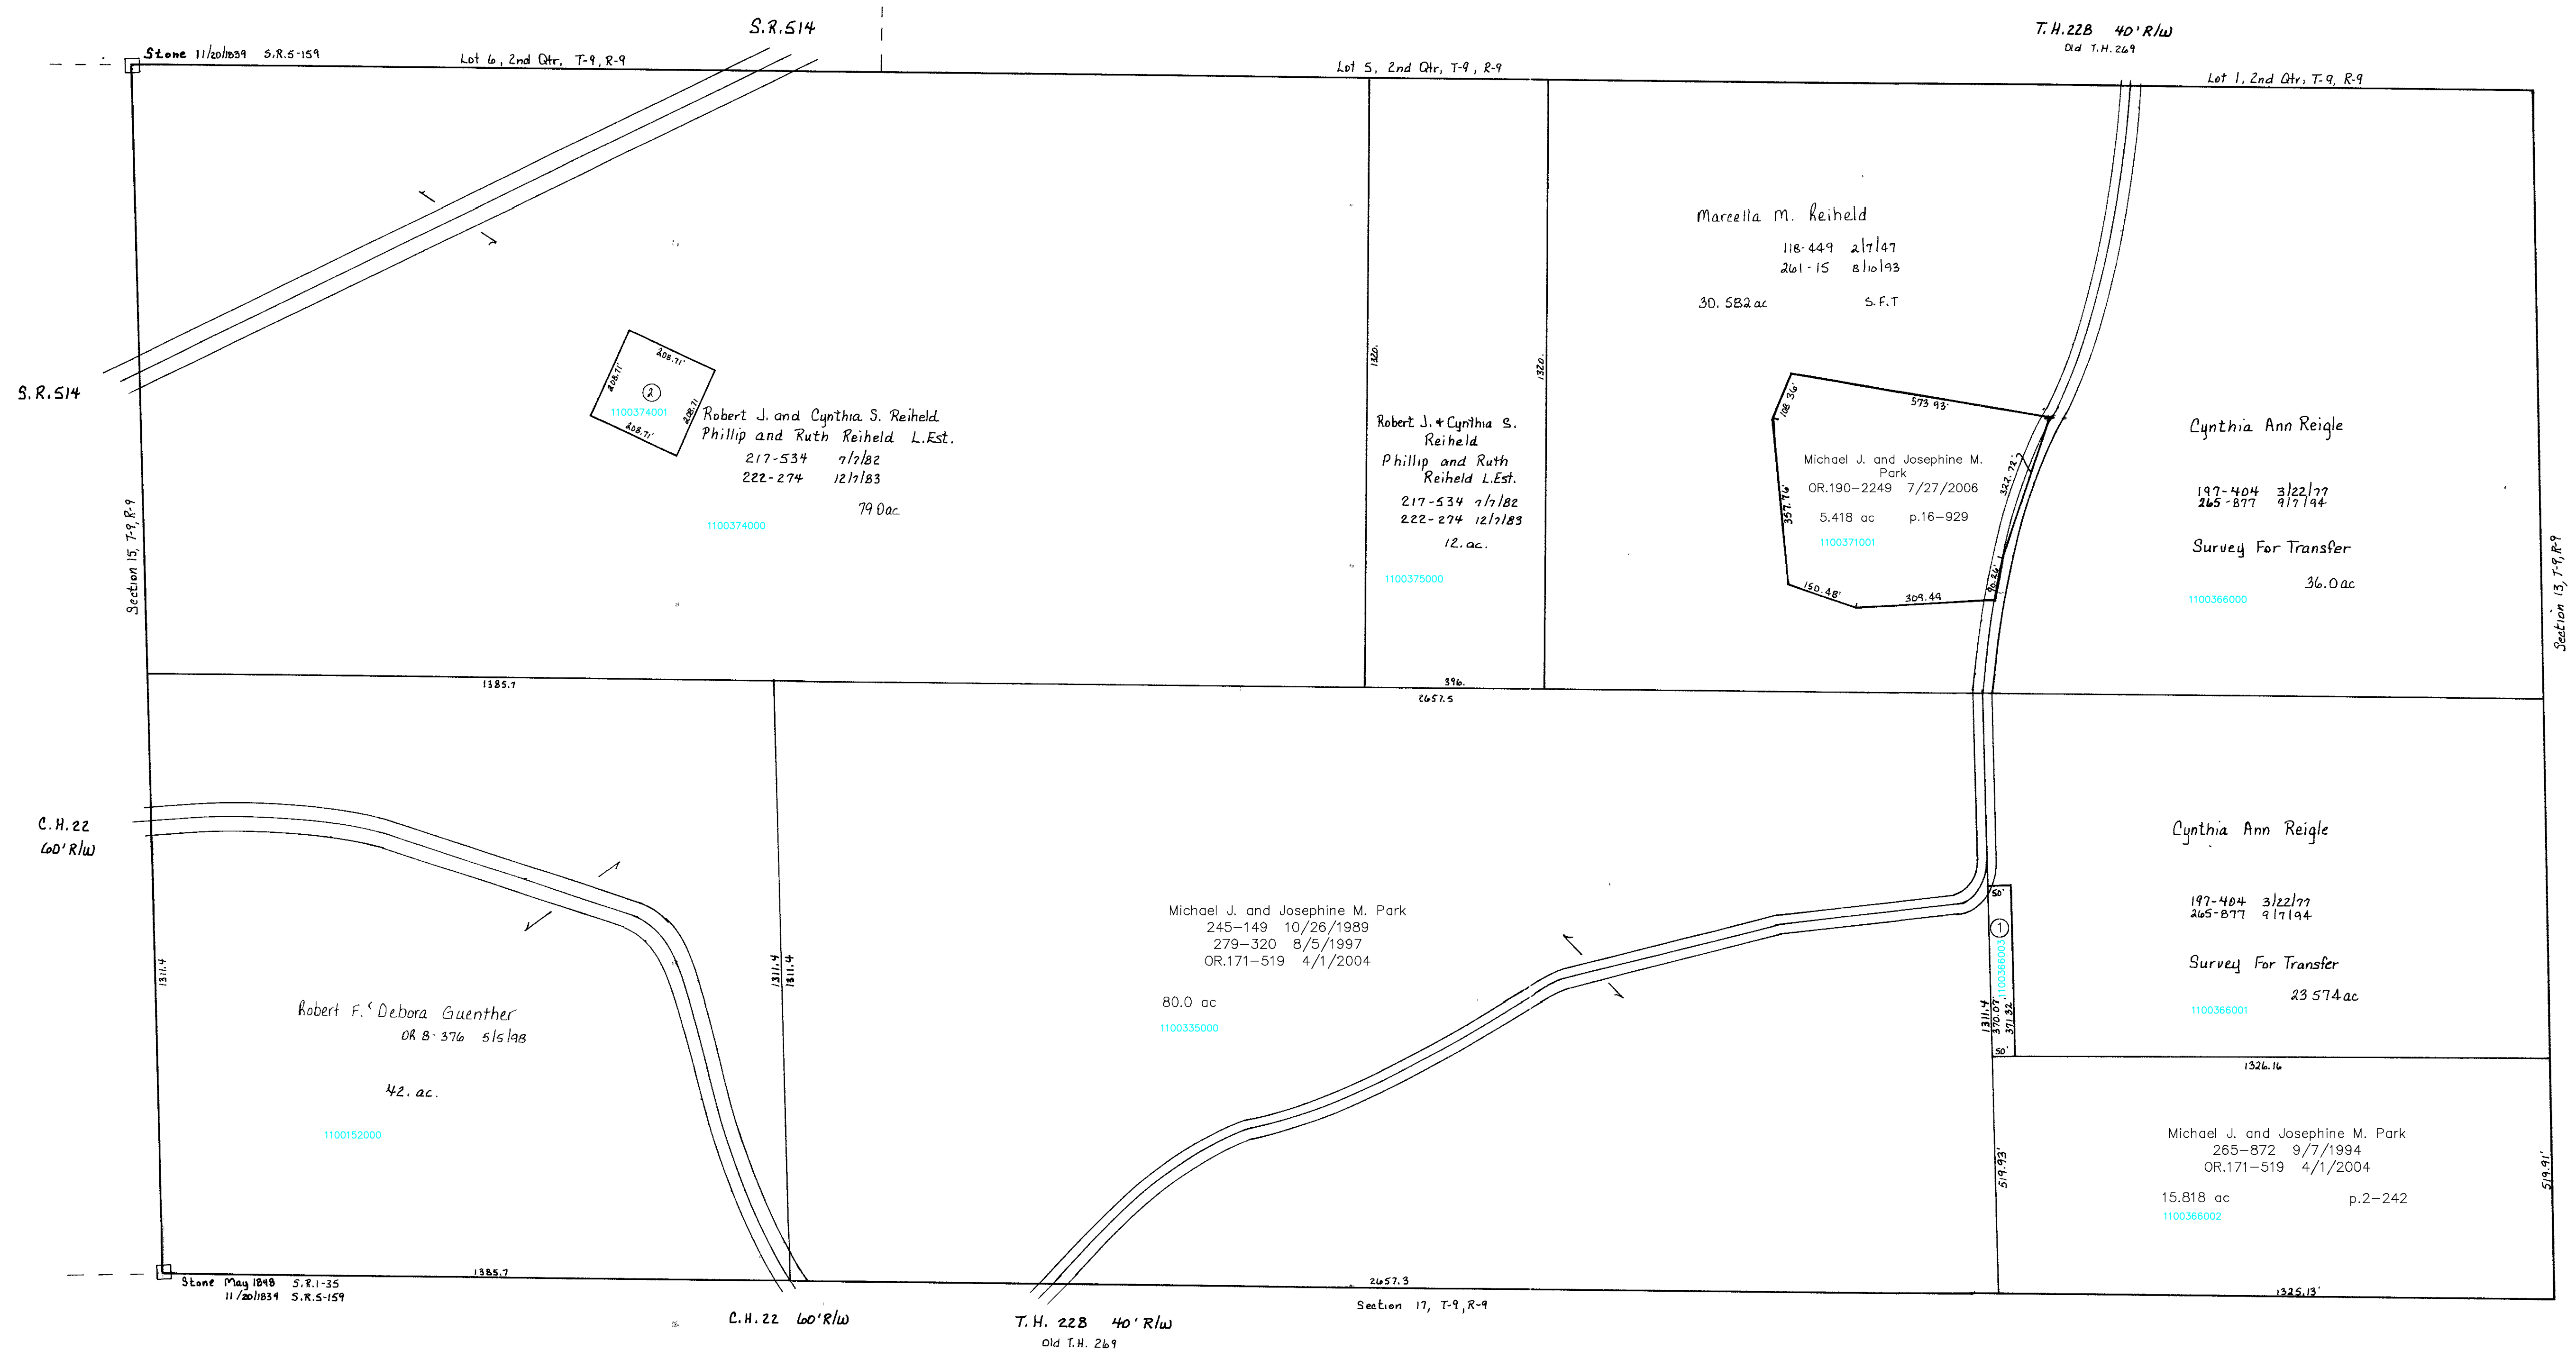 S.R.514
T.H.228 40' R/W
Old T.H.269
Stone 11/20/1839 S.R.5-159
Lot 6, 2nd Qtr, T-9, R-9
Lot 5, 2nd Qtr, T-9, R-9
Lot 1, 2nd Qtr, T-9, R-9
S.R.514
Section 15, T-9, R-9
208.71'
208.71'
2
1100374001
208.71
208.71'
Robert J. and Cynthia S. Reiheld
Phillip and Ruth Reiheld L.Est.
217-534 7/7/82
222-274 12/7/83
79 0ac
1100374000
1320.
1320.
Robert J. & Cynthia S.
Reiheld
Phillip and Ruth
Reiheld L.Est.
217-534 7/7/82
222-274 12/7/83
12. ac.
1100375000
Marcella M. Reiheld
118-449 2/7/47
261-15 8/10/93
30.582 ac S.F.T
108 36'
573 93'
357.76'
322.72'
90.26'
150.48'
309.49
Michael J. and Josephine M.
Park
OR.190-2249 7/27/2006
5.418 ac p.16-929
1100371001
Cynthia Ann Reigle
197-404 3/22/77
265-877 9/7/94
Survey For Transfer
36.0 ac
1100366000
Section 13, T-9, R-9
1385.7
396.
2657.5
C.H.22
60' R/W
1311.4
1311.4
1311.4
Robert F. & Debora Guenther
OR 8-376 5/5/98
42. ac.
1100152000
Michael J. and Josephine M. Park
245-149 10/26/1989
279-320 8/5/1997
OR.171-519 4/1/2004
80.0 ac
1100335000
Cynthia Ann Reigle
197-404 3/22/77
265-877 9/7/94
Survey For Transfer
23 574 ac
1100366001
50'
1
1100366003
1311.4
370.07'
371 32
50'
1326.16
Michael J. and Josephine M. Park
265-872 9/7/1994
OR.171-519 4/1/2004
15.818 ac p.2-242
1100366002
519.93'
519.91'
Stone May 1848 S.R.1-35
11/20/1839 S.R.5-159
1385.7
2657.3
1325.13'
Section 17, T-9, R-9
C.H.22 60' R/W
T.H. 228 40' R/W
Old T.H. 269